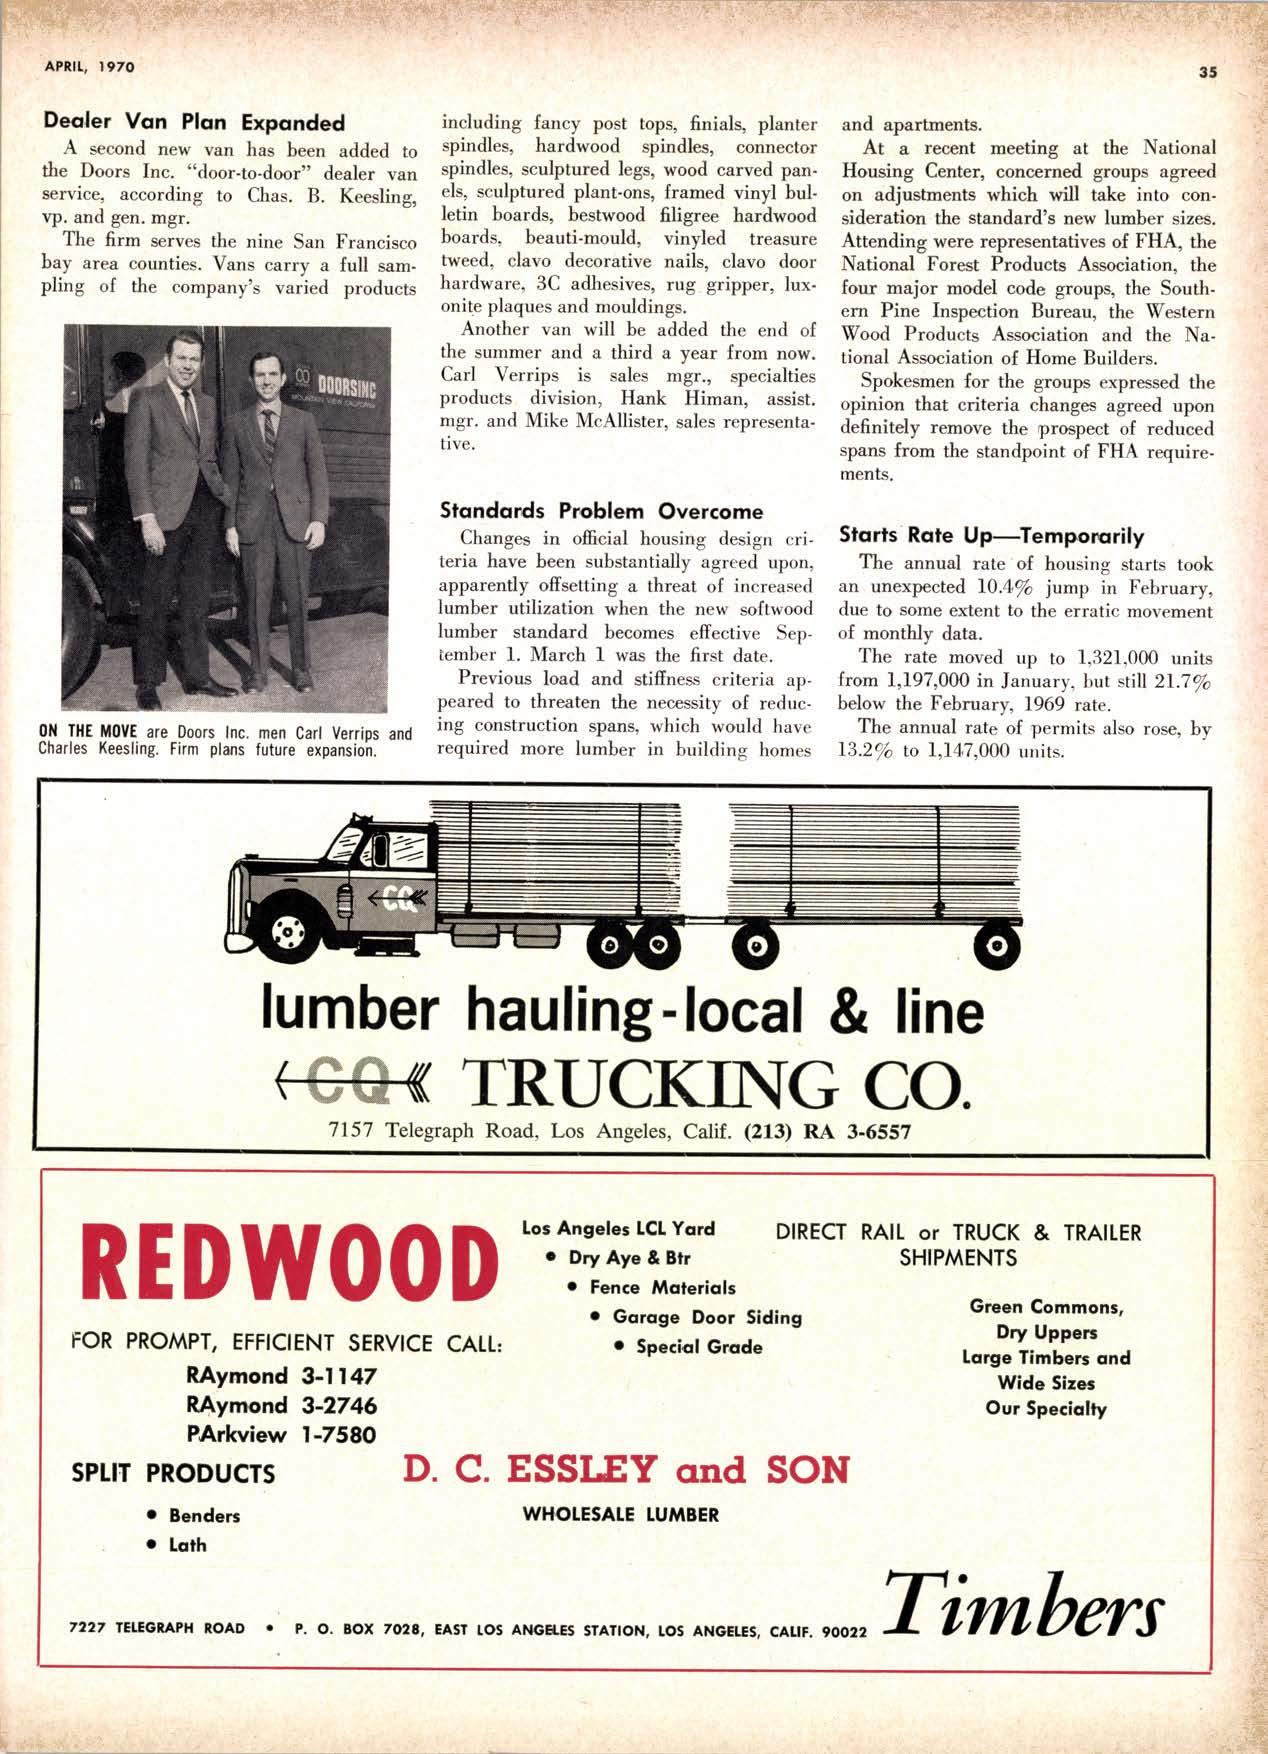 APRIL, 1970
35
Dealer Van Plan Expanded
A second new van has been added to
the Doors Inc. “door-to-door” dealer van
service, according to Chas. B. Keesling,
vp. and gen. mgr.
The firm serves the nine San Francisco
bay area counties. Vans carry a full sam-
pling of the company’s varied products
DOORSINC
MOUNTAIN VIEW, CALIFORNIA
ON THE MOVE are Doors Inc. men Carl Verrips and
Charles Keesling. Firm plans future expansion.
including fancy post tops, finials, planter
spindles, hardwood spindles, connector
spindles, sculptured legs, wood carved pan-
els, sculptured plant-ons, framed vinyl bul-
letin boards, bestwood filigree hardwood
boards, beauti-mould, vinyled treasure
tweed, clavo decorative nails, clavo door
hardware, 3C adhesives, rug gripper, lux-
onite plaques and mouldings.
Another van will be added the end of
the summer and a third a year from now.
Carl Verrips is sales mgr., specialties
products division, Hank Himan, assist.
mgr. and Mike McAllister, sales representa-
tive.
Standards Problem Overcome
Changes in official housing design cri-
teria have been substantially agreed upon,
apparently offsetting a threat of increased
lumber utilization when the new softwood
lumber standard becomes effective Sep-
tember 1. March 1 was the first date.
Previous load and stiffness criteria ap-
peared to threaten the necessity of reduc-
ing construction spans, which would have
required more lumber in building homes
and apartments.
At a recent meeting at the National
Housing Center, concerned groups agreed
on adjustments which will take into con-
sideration the standard’s new lumber sizes.
Attending were representatives of FHA, the
National Forest Products Association, the
four major model code groups, the South-
ern Pine Inspection Bureau, the Western
Wood Products Association and the Na-
tional Association of Home Builders.
Spokesmen for the groups expressed the
opinion that criteria changes agreed upon
definitely remove the prospect of reduced
spans from the standpoint of FHA require-
ments.
Starts Rate Up—Temporarily
The annual rate of housing starts took
an unexpected 10.4% jump in February,
due to some extent to the erratic movement
of monthly data.
The rate moved up to 1,321,000 units
from 1,197,000 in January, but still 21.7%
below the February, 1969 rate.
The annual rate of permits also rose, by
13.2% to 1,147,000 units.
CQ
lumber hauling-local & line
CQ TRUCKING CO.
7157 Telegraph Road, Los Angeles, Calif. (213) RA 3-6557
REDWOOD
FOR PROMPT, EFFICIENT SERVICE CALL:
RAymond 3-1147
RAymond 3-2746
PArkview 1-7580
Los Angeles LCL Yard
• Dry Aye & Btr
• Fence Materials
• Garage Door Siding
• Special Grade
DIRECT RAIL or TRUCK & TRAILER
SHIPMENTS
Green Commons,
Dry Uppers
Large Timbers and
Wide Sizes
Our Specialty
SPLIT PRODUCTS
• Benders
• Lath
D. C. ESSLEY and SON
WHOLESALE LUMBER
Timbers
7227 TELEGRAPH ROAD • P. O. BOX 7028, EAST LOS ANGELES STATION, LOS ANGELES, CALIF. 90022